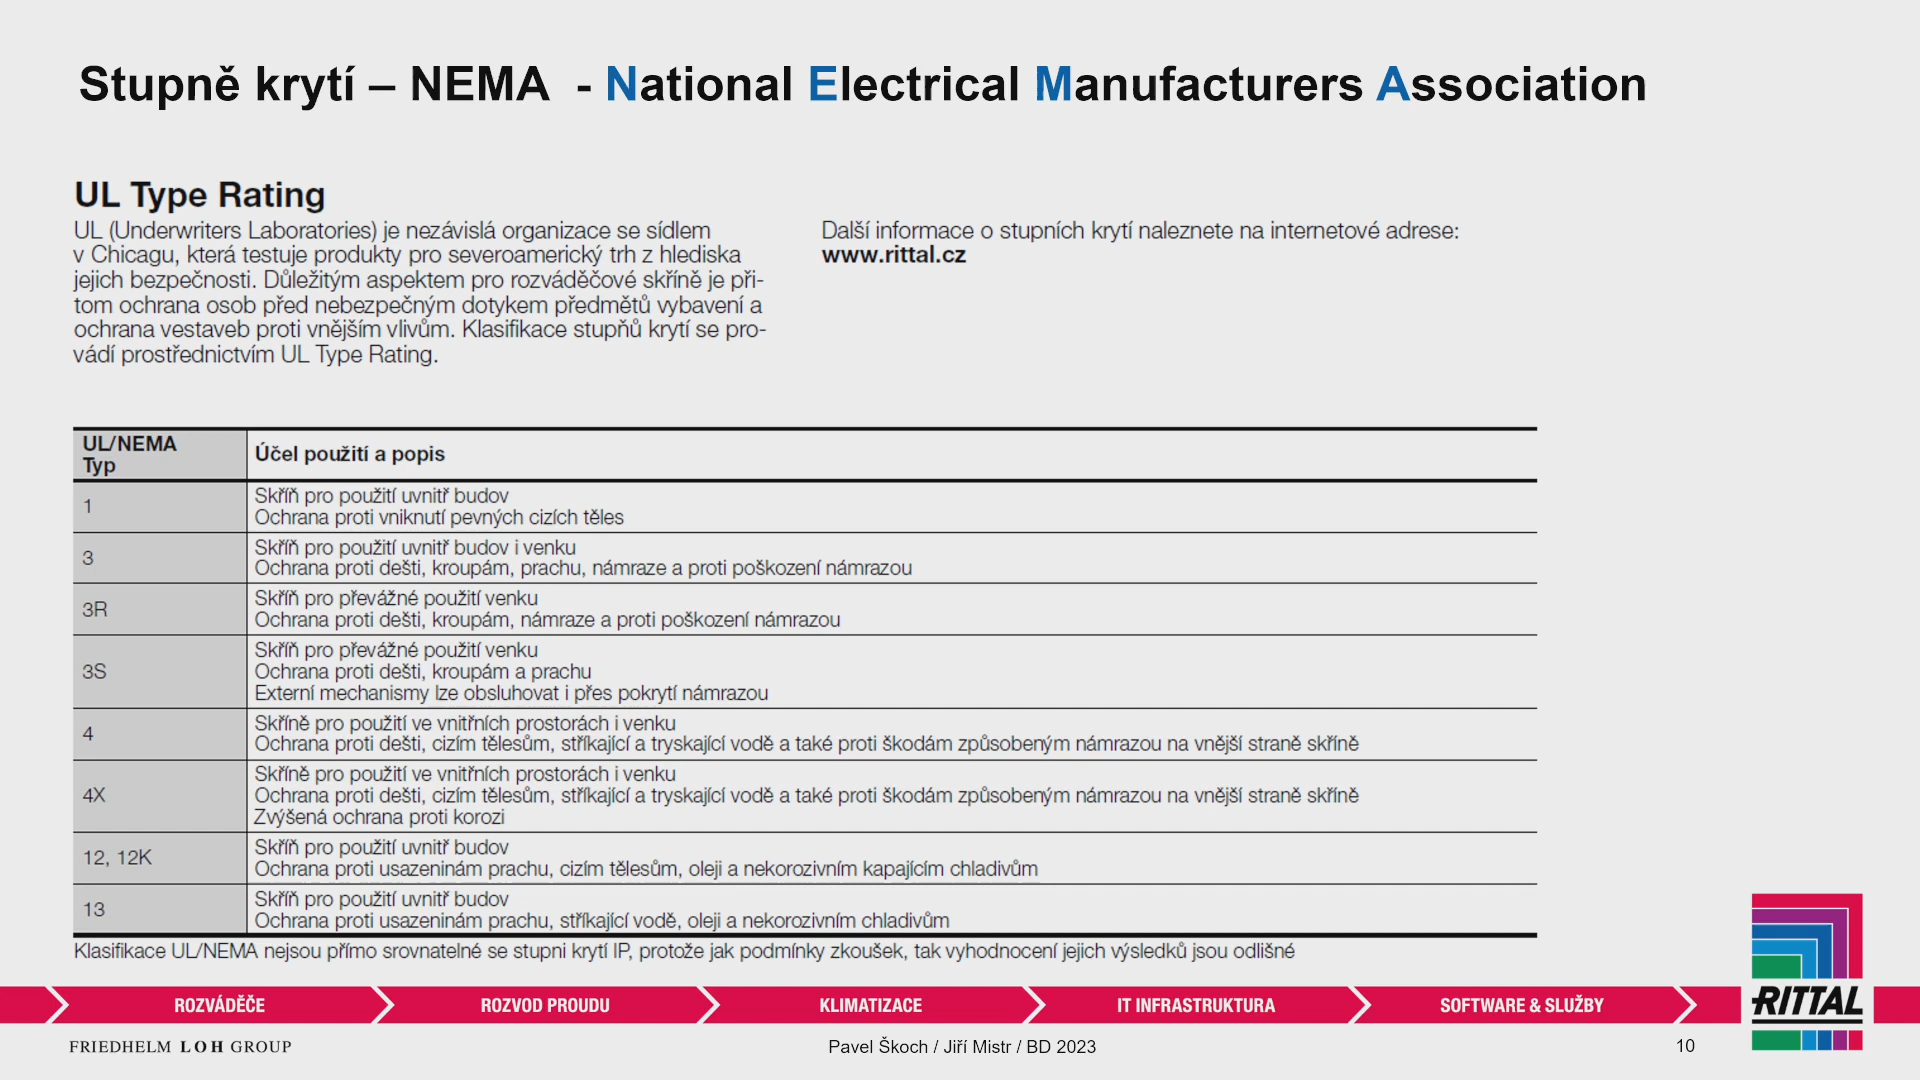 Stupně krytí – NEMA - National Electrical Manufacturers Association
UL Type Rating
UL (Underwriters Laboratories) je nezávislá organizace se sídlem
v Chicagu, která testuje produkty pro severoamerický trh z hlediska
jejich bezpečnosti. Důležitým aspektem pro rozváděčové skříně je při-
tom ochrana osob před nebezpečným dotykem předmětů vybavení a
ochrana vestaveb proti vnějším vlivům. Klasifikace stupňů krytí se pro-
vádí prostřednictvím UL Type Rating.
Další informace o stupních krytí naleznete na internetové adrese:
www.rittal.cz
UL/NEMA
Typ
Účel použití a popis
1
Skříň pro použití uvnitř budov
Ochrana proti vniknutí pevných cizích těles
3
Skříň pro použití uvnitř budov i venku
Ochrana proti dešti, kroupám, prachu, námraze a proti poškození námrazou
3R
Skříň pro převážné použití venku
Ochrana proti dešti, kroupám, námraze a proti poškození námrazou
3S
Skříň pro převážné použití venku
Ochrana proti dešti, kroupám a prachu
Externí mechanismy lze obsluhovat i přes pokrytí námrazou
4
Skříně pro použití ve vnitřních prostorách i venku
Ochrana proti dešti, cizím tělesům, stříkající a tryskající vodě a také proti škodám způsobeným námrazou na vnější straně skříně
4X
Skříně pro použití ve vnitřních prostorách i venku
Ochrana proti dešti, cizím tělesům, stříkající a tryskající vodě a také proti škodám způsobeným námrazou na vnější straně skříně
Zvýšená ochrana proti korozi
12, 12K
Skříň pro použití uvnitř budov
Ochrana proti usazeninám prachu, cizím tělesům, oleji a nekorozivním kapajícím chladivům
13
Skříň pro použití uvnitř budov
Ochrana proti usazeninám prachu, stříkající vodě, oleji a nekorozivním chladivům
Klasifikace UL/NEMA nejsou přímo srovnatelné se stupni krytí IP, protože jak podmínky zkoušek, tak vyhodnocení jejich výsledků jsou odlišné
ROZVÁDĚČE
ROZVOD PROUDU
KLIMATIZACE
IT INFRASTRUKTURA
SOFTWARE & SLUŽBY
RITTAL
FRIEDHELM LOH GROUP
Pavel Škoch / Jiří Mistr / BD 2023
10